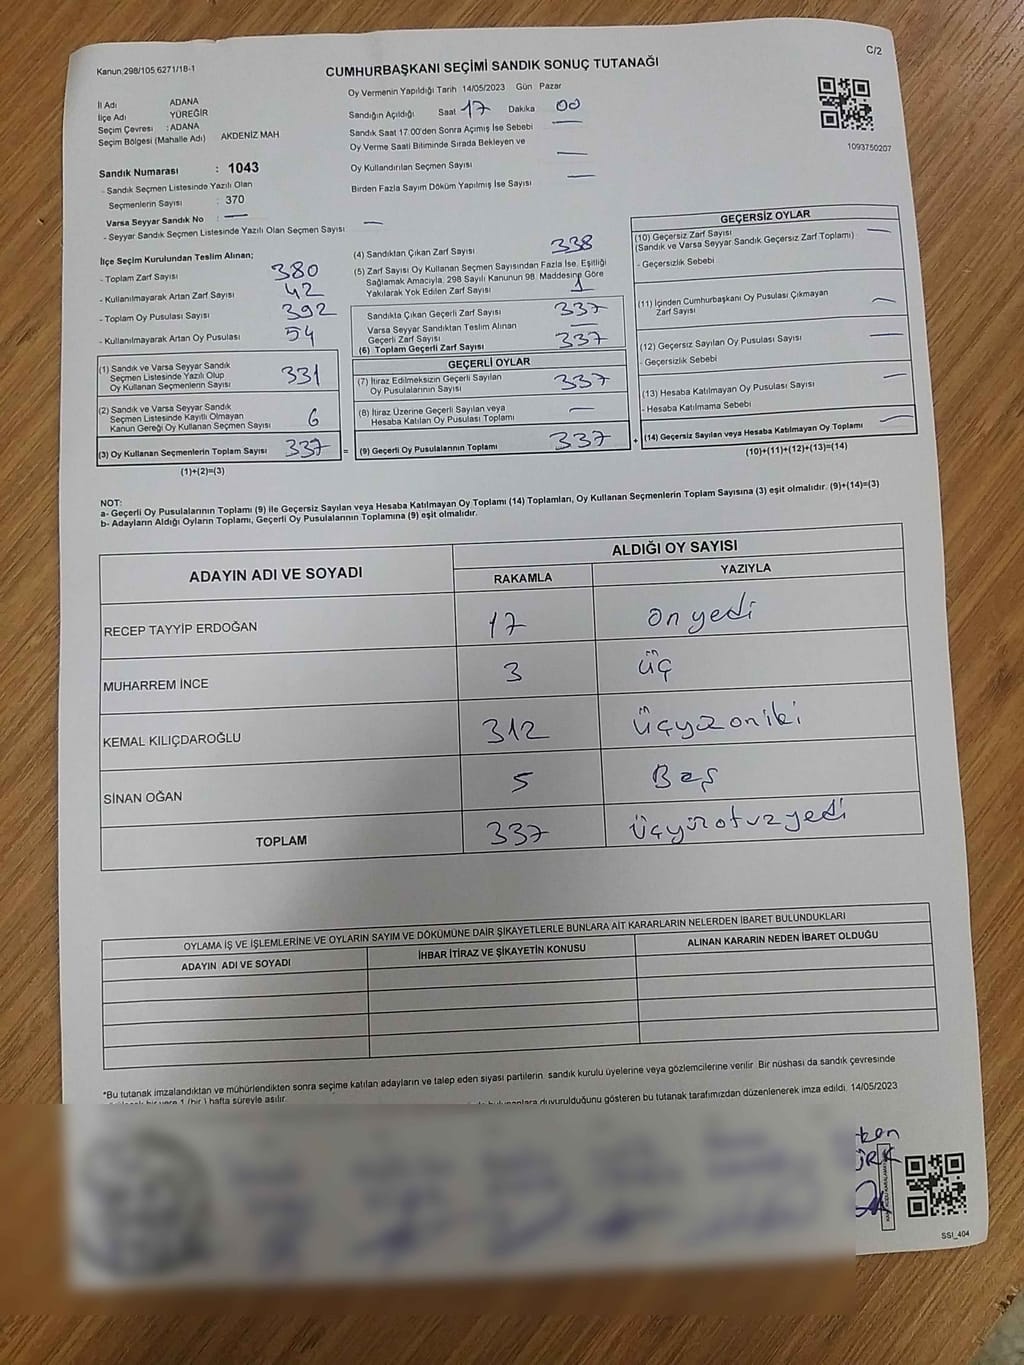 Kanun:298/105,6271/18-1
C/2
CUMHURBAŞKANI SEÇİMİ SANDIK SONUÇ TUTANAĞI
İl Adı ADANA
İlçe Adı YÜREĞİR
Seçim Çevresi : ADANA
Seçim Bölgesi (Mahalle Adı) AKDENİZ MAH
Oy Vermenin Yapıldığı Tarih 14/05/2023 Gün Pazar
Sandığın Açıldığı Saat 17 Dakika 00
Sandık Saat 17:00'den Sonra Açımış İse Sebebi —
Oy Verme Saati Bitiminde Sırada Bekleyen ve
Oy Kullandırılan Seçmen Sayısı —
Birden Fazla Sayım Döküm Yapılmış İse Sayısı —
1093750207
Sandık Numarası : 1043
- Sandık Seçmen Listesinde Yazılı Olan
Seçmenlerin Sayısı : 370
Varsa Seyyar Sandık No : —
- Seyyar Sandık Seçmen Listesinde Yazılı Olan Seçmen Sayısı —
İlçe Seçim Kurulundan Teslim Alınan;
- Toplam Zarf Sayısı 380
- Kullanılmayarak Artan Zarf Sayısı 42
- Toplam Oy Pusulası Sayısı 392
- Kullanılmayarak Artan Oy Pusulası 54
(1) Sandık ve Varsa Seyyar Sandık
Seçmen Listesinde Yazılı Olup
Oy Kullanan Seçmenlerin Sayısı 331
(2) Sandık ve Varsa Seyyar Sandık
Seçmen Listesinde Kayıtlı Olmayan
Kanun Gereği Oy Kullanan Seçmen Sayısı 6
(3) Oy Kullanan Seçmenlerin Toplam Sayısı 337
(1)+(2)=(3)
(4) Sandıktan Çıkan Zarf Sayısı 338
(5) Zarf Sayısı Oy Kullanan Seçmen Sayısından Fazla İse, Eşitliği
Sağlamak Amacıyla, 298 Sayılı Kanunun 98. Maddesine Göre
Yakılarak Yok Edilen Zarf Sayısı 1
Sandıkta Çıkan Geçerli Zarf Sayısı 337
Varsa Seyyar Sandıktan Teslim Alınan
Geçerli Zarf Sayısı —
(6) Toplam Geçerli Zarf Sayısı 337
GEÇERLİ OYLAR
(7) İtiraz Edilmeksizin Geçerli Sayılan
Oy Pusulalarının Sayısı 337
(8) İtiraz Üzerine Geçerli Sayılan veya
Hesaba Katılan Oy Pusulası Toplamı —
= (9) Geçerli Oy Pusulalarının Toplamı 337 +
GEÇERSİZ OYLAR
(10) Geçersiz Zarf Sayısı —
(Sandık ve Varsa Seyyar Sandık Geçersiz Zarf Toplamı)
- Geçersizlik Sebebi
(11) İçinden Cumhurbaşkanı Oy Pusulası Çıkmayan
Zarf Sayısı —
(12) Geçersiz Sayılan Oy Pusulası Sayısı —
- Geçersizlik Sebebi
(13) Hesaba Katılmayan Oy Pusulası Sayısı —
- Hesaba Katılmama Sebebi
(14) Geçersiz Sayılan veya Hesaba Katılmayan Oy Toplamı —
(10)+(11)+(12)+(13)=(14)
NOT:
a- Geçerli Oy Pusulalarının Toplamı (9) ile Geçersiz Sayılan veya Hesaba Katılmayan Oy Toplamı (14) Toplamları, Oy Kullanan Seçmenlerin Toplam Sayısına (3) eşit olmalıdır. (9)+(14)=(3)
b- Adayların Aldığı Oyların Toplamı, Geçerli Oy Pusulalarının Toplamına (9) eşit olmalıdır.
ADAYIN ADI VE SOYADI
ALDIĞI OY SAYISI
RAKAMLA YAZIYLA
RECEP TAYYİP ERDOĞAN 17 on yedi
MUHARREM İNCE 3 üç
KEMAL KILIÇDAROĞLU 312 üçyüzoniki
SİNAN OĞAN 5 Beş
TOPLAM 337 üçyüzotuzyedi
OYLAMA İŞ VE İŞLEMLERİNE VE OYLARIN SAYIM VE DÖKÜMÜNE DAİR ŞİKAYETLERLE BUNLARA AİT KARARLARIN NELERDEN İBARET BULUNDUKLARI
ADAYIN ADI VE SOYADI İHBAR İTİRAZ VE ŞİKAYETİN KONUSU ALINAN KARARIN NEDEN İBARET OLDUĞU
*Bu tutanak imzalandıktan ve mühürlendikten sonra seçime katılan adayların ve talep eden siyasi partilerin, sandık kurulu üyelerine veya gözlemcilerine verilir. Bir nüshası da sandık çevresinde
bir yere 1 (bir ) hafta süreyle asılır.
duyurulduğunu gösteren bu tutanak tarafımızdan düzenlenerek imza edildi. 14/05/2023
SSI_404